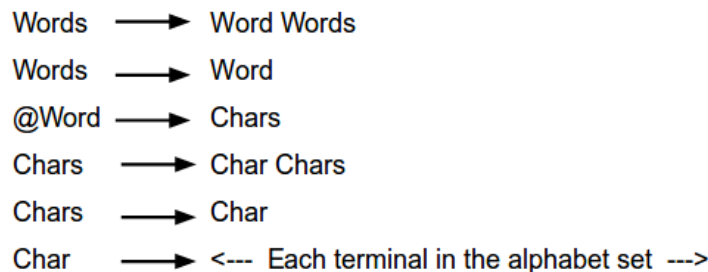 Words ⟶ Word Words
Words ⟶ Word
@Word ⟶ Chars
Chars ⟶ Char Chars
Chars ⟶ Char
Char ⟶ <--- Each terminal in the alphabet set --->